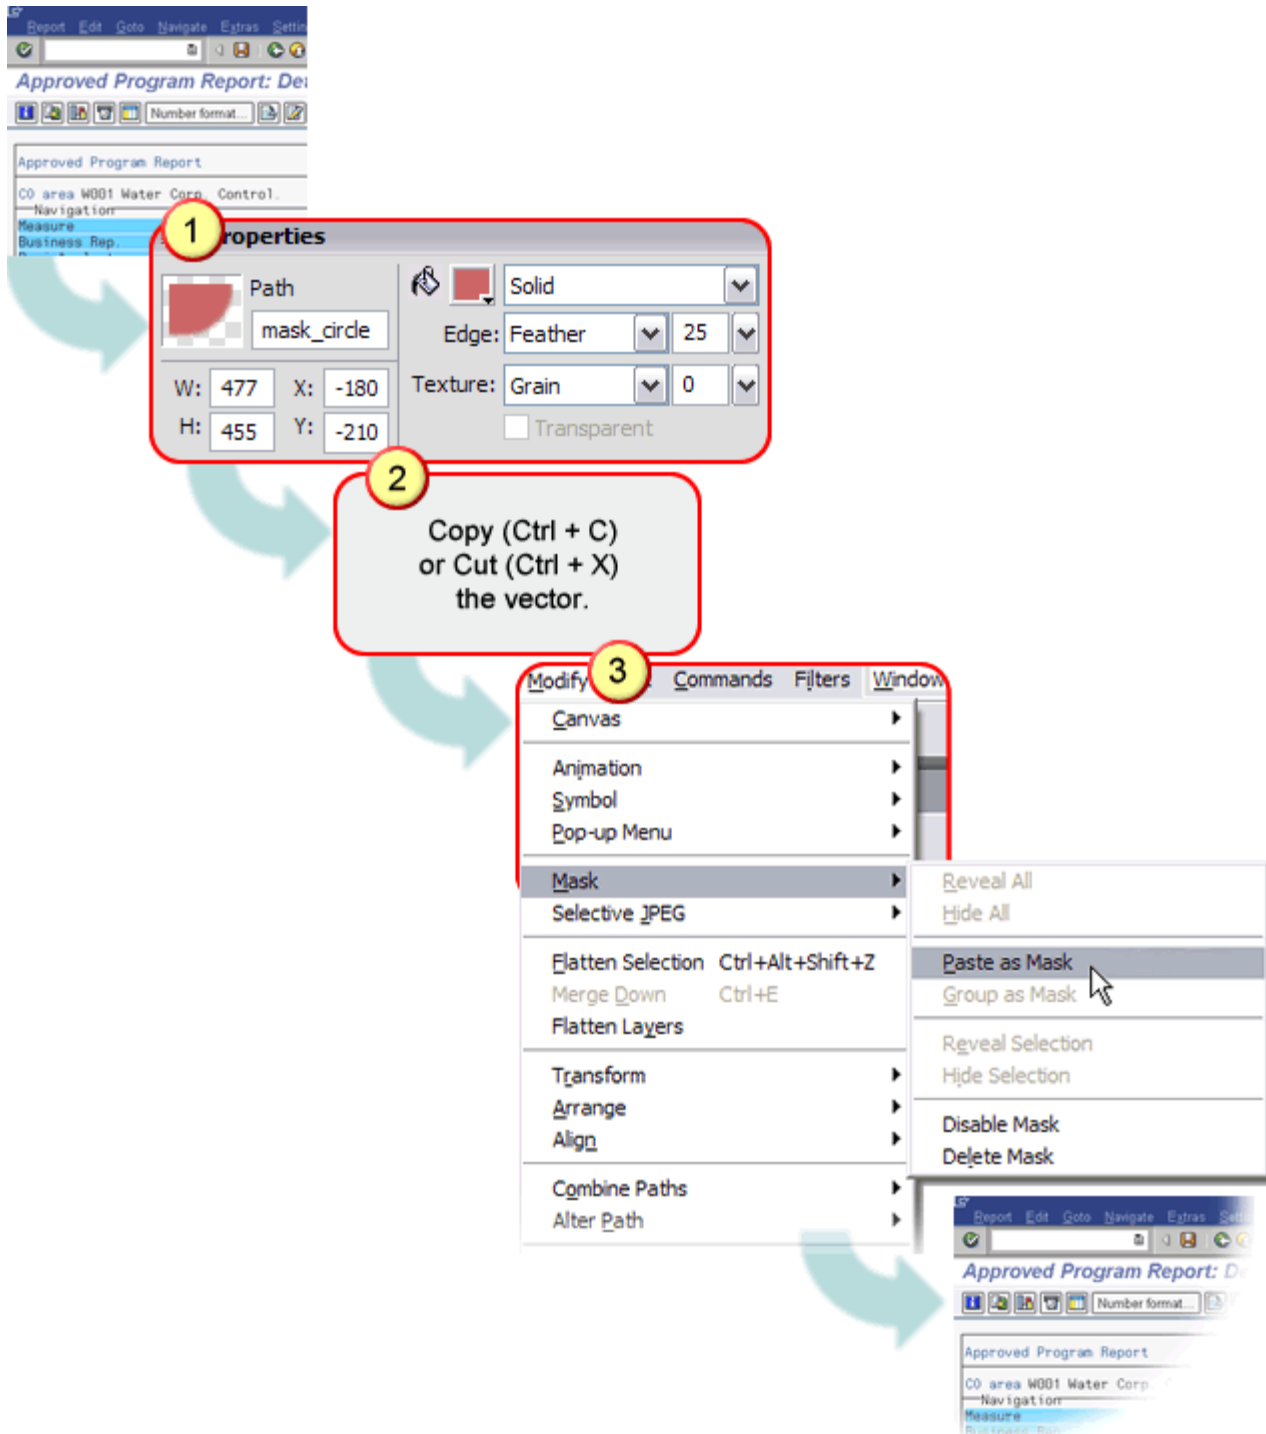 Report Edit Goto Navigate Extras
Approved Program Report:
Number format...
Approved Program Report
CO area W001 Water Corp. Control.
Navigation
Measure
Business Rep.
1
roperties
Path
mask_circle
W: 477 X: -180
H: 455 Y: -210
Solid
Edge: Feather 25
Texture: Grain 0
Transparent
2
Copy (Ctrl + C)
or Cut (Ctrl + X)
the vector.
3
Modify Commands Filters Window
Canvas
Animation
Symbol
Pop-up Menu
Mask
Selective JPEG
Flatten Selection Ctrl+Alt+Shift+Z
Merge Down Ctrl+E
Flatten Layers
Transform
Arrange
Align
Combine Paths
Alter Path
Reveal All
Hide All
Paste as Mask
Group as Mask
Reveal Selection
Hide Selection
Disable Mask
Delete Mask
Report Edit Goto Navigate Extras
Approved Program Report:
Number format...
Approved Program Report
CO area W001 Water Corp.
Navigation
Measure
Business